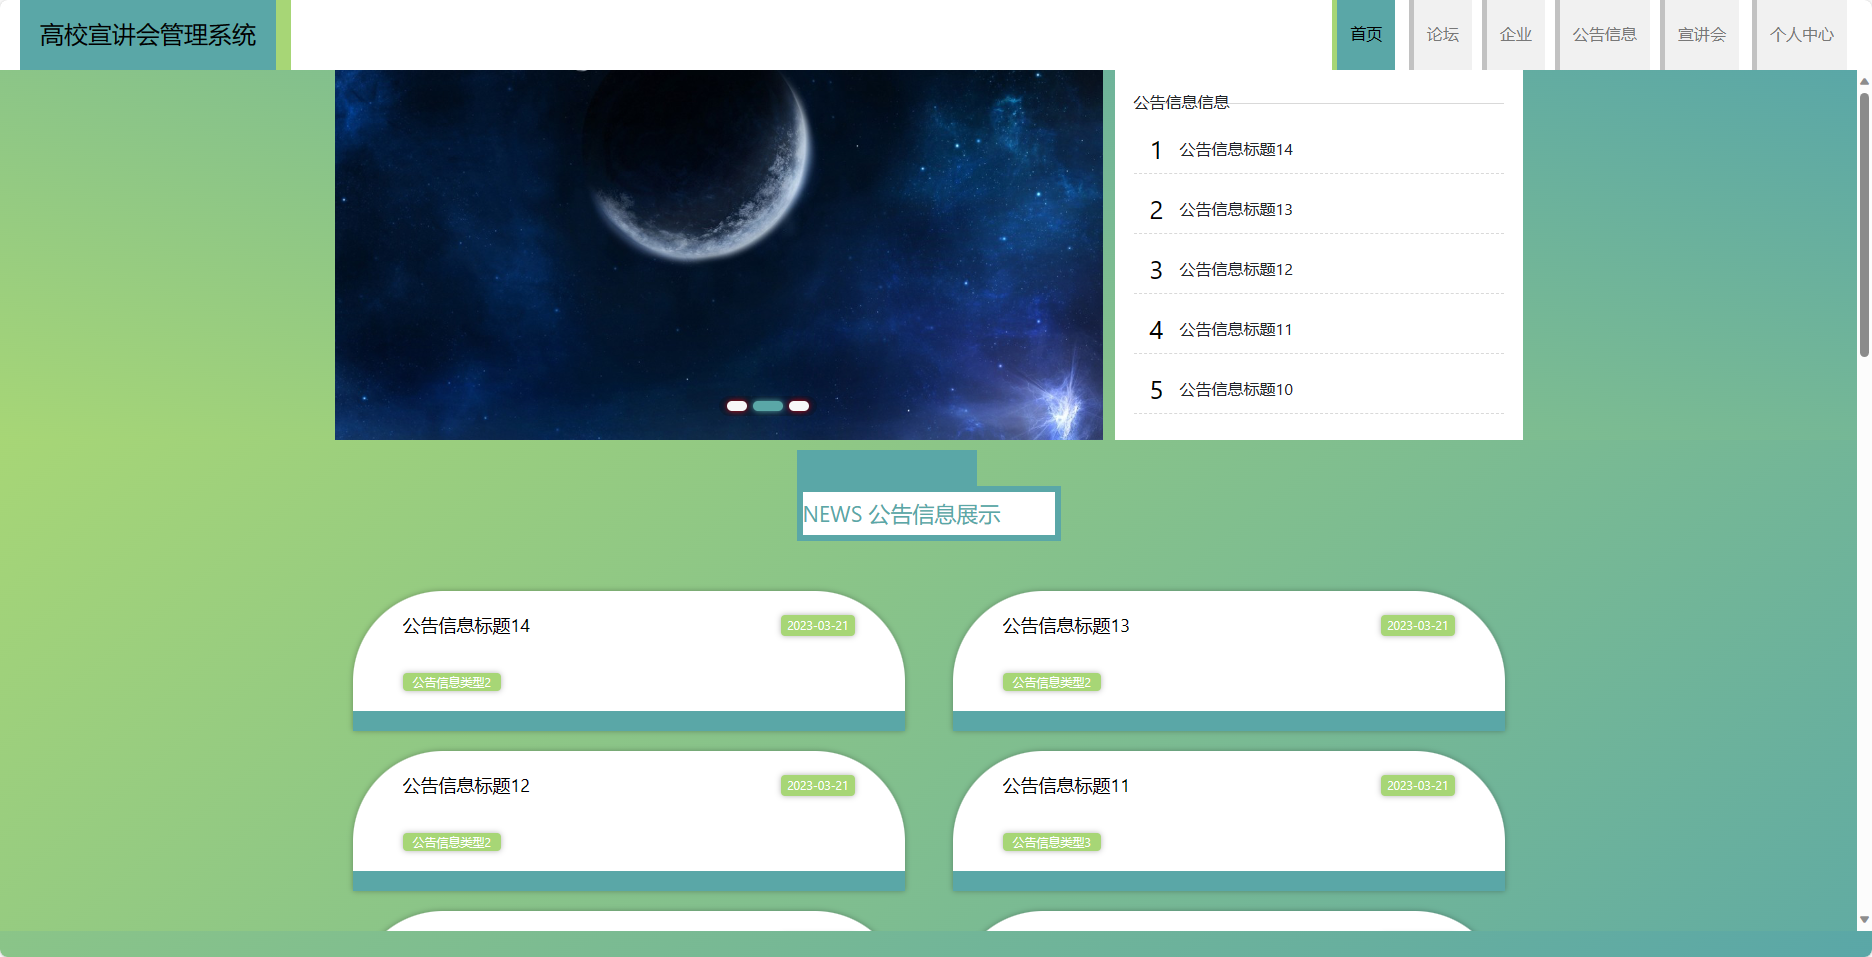 高校宣讲会管理系统
首页 论坛 企业 公告信息 宣讲会 个人中心
公告信息信息
1 公告信息标题14
2 公告信息标题13
3 公告信息标题12
4 公告信息标题11
5 公告信息标题10
NEWS 公告信息展示
公告信息标题14 2023-03-21
公告信息类型2
公告信息标题13 2023-03-21
公告信息类型2
公告信息标题12 2023-03-21
公告信息类型2
公告信息标题11 2023-03-21
公告信息类型3